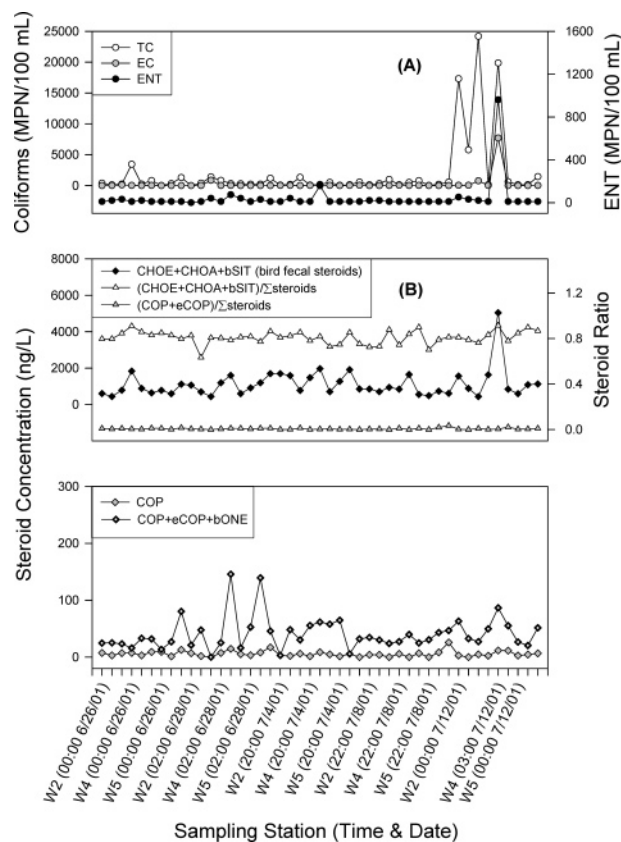 25000
20000
15000
10000
5000
0
Coliforms (MPN/100 mL)
TC
EC
ENT
(A)
1600
1200
800
400
0
ENT (MPN/100 mL)
8000
6000
4000
2000
0
CHOE+CHOA+bSIT (bird fecal steroids)
(CHOE+CHOA+bSIT)/Σsteroids
(COP+eCOP)/Σsteroids
(B)
1.2
0.8
0.4
0.0
Steroid Ratio
Steroid Concentration (ng/L)
300
200
100
0
COP
COP+eCOP+bONE
W2 (00:00 6/26/01)
W4 (00:00 6/26/01)
W5 (00:00 6/26/01)
W2 (02:00 6/28/01)
W4 (02:00 6/28/01)
W5 (02:00 6/28/01)
W2 (20:00 7/4/01)
W4 (20:00 7/4/01)
W5 (20:00 7/4/01)
W2 (22:00 7/8/01)
W4 (22:00 7/8/01)
W5 (22:00 7/8/01)
W2 (00:00 7/12/01)
W4 (03:00 7/12/01)
W5 (00:00 7/12/01)
Sampling Station (Time & Date)